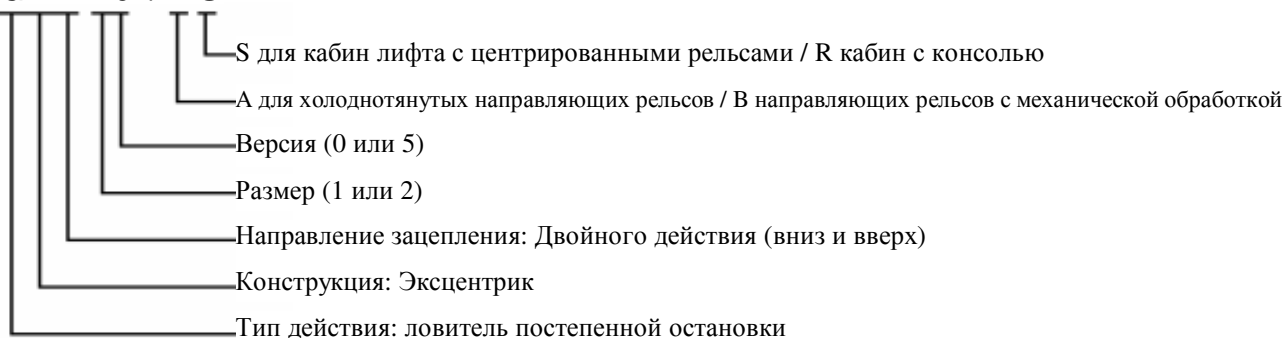 S для кабин лифта с центрированными рельсами / R кабин с консолью
A для холоднотянутых направляющих рельсов / B направляющих рельсов с механической обработкой
Версия (0 или 5)
Размер (1 или 2)
Направление зацепления: Двойного действия (вниз и вверх)
Конструкция: Эксцентрик
Тип действия: ловитель постепенной остановки